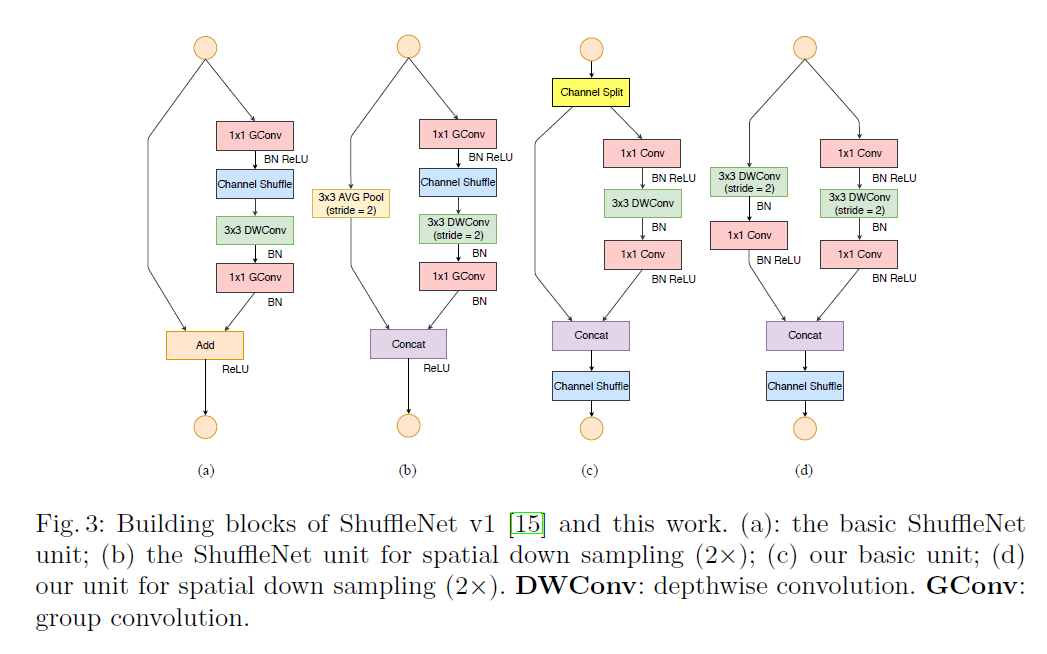 Channel Split
1x1 GConv
BN ReLU
Channel Shuffle
3x3 DWConv
BN
1x1 GConv
BN
Add
ReLU
(a)
1x1 GConv
BN ReLU
Channel Shuffle
3x3 AVG Pool
(stride = 2)
3x3 DWConv
(stride = 2)
BN
1x1 GConv
BN
Concat
ReLU
(b)
1x1 Conv
BN ReLU
3x3 DWConv
BN
1x1 Conv
BN ReLU
Concat
Channel Shuffle
(c)
3x3 DWConv
(stride = 2)
BN
1x1 Conv
BN ReLU
1x1 Conv
BN ReLU
3x3 DWConv
(stride = 2)
BN
1x1 Conv
BN ReLU
Concat
Channel Shuffle
(d)
Fig. 3: Building blocks of ShuffleNet v1 [15] and this work. (a): the basic ShuffleNet
unit; (b) the ShuffleNet unit for spatial down sampling (2×); (c) our basic unit; (d)
our unit for spatial down sampling (2×). DWConv: depthwise convolution. GConv:
group convolution.